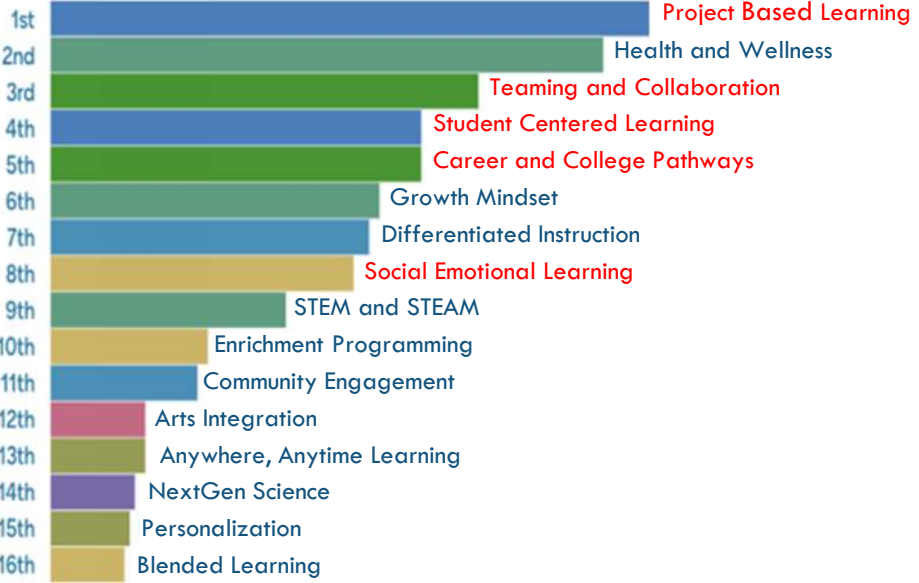 1st Project Based Learning
2nd Health and Wellness
3rd Teaming and Collaboration
4th Student Centered Learning
5th Career and College Pathways
6th Growth Mindset
7th Differentiated Instruction
8th Social Emotional Learning
9th STEM and STEAM
10th Enrichment Programming
11th Community Engagement
12th Arts Integration
13th Anywhere, Anytime Learning
14th NextGen Science
15th Personalization
16th Blended Learning